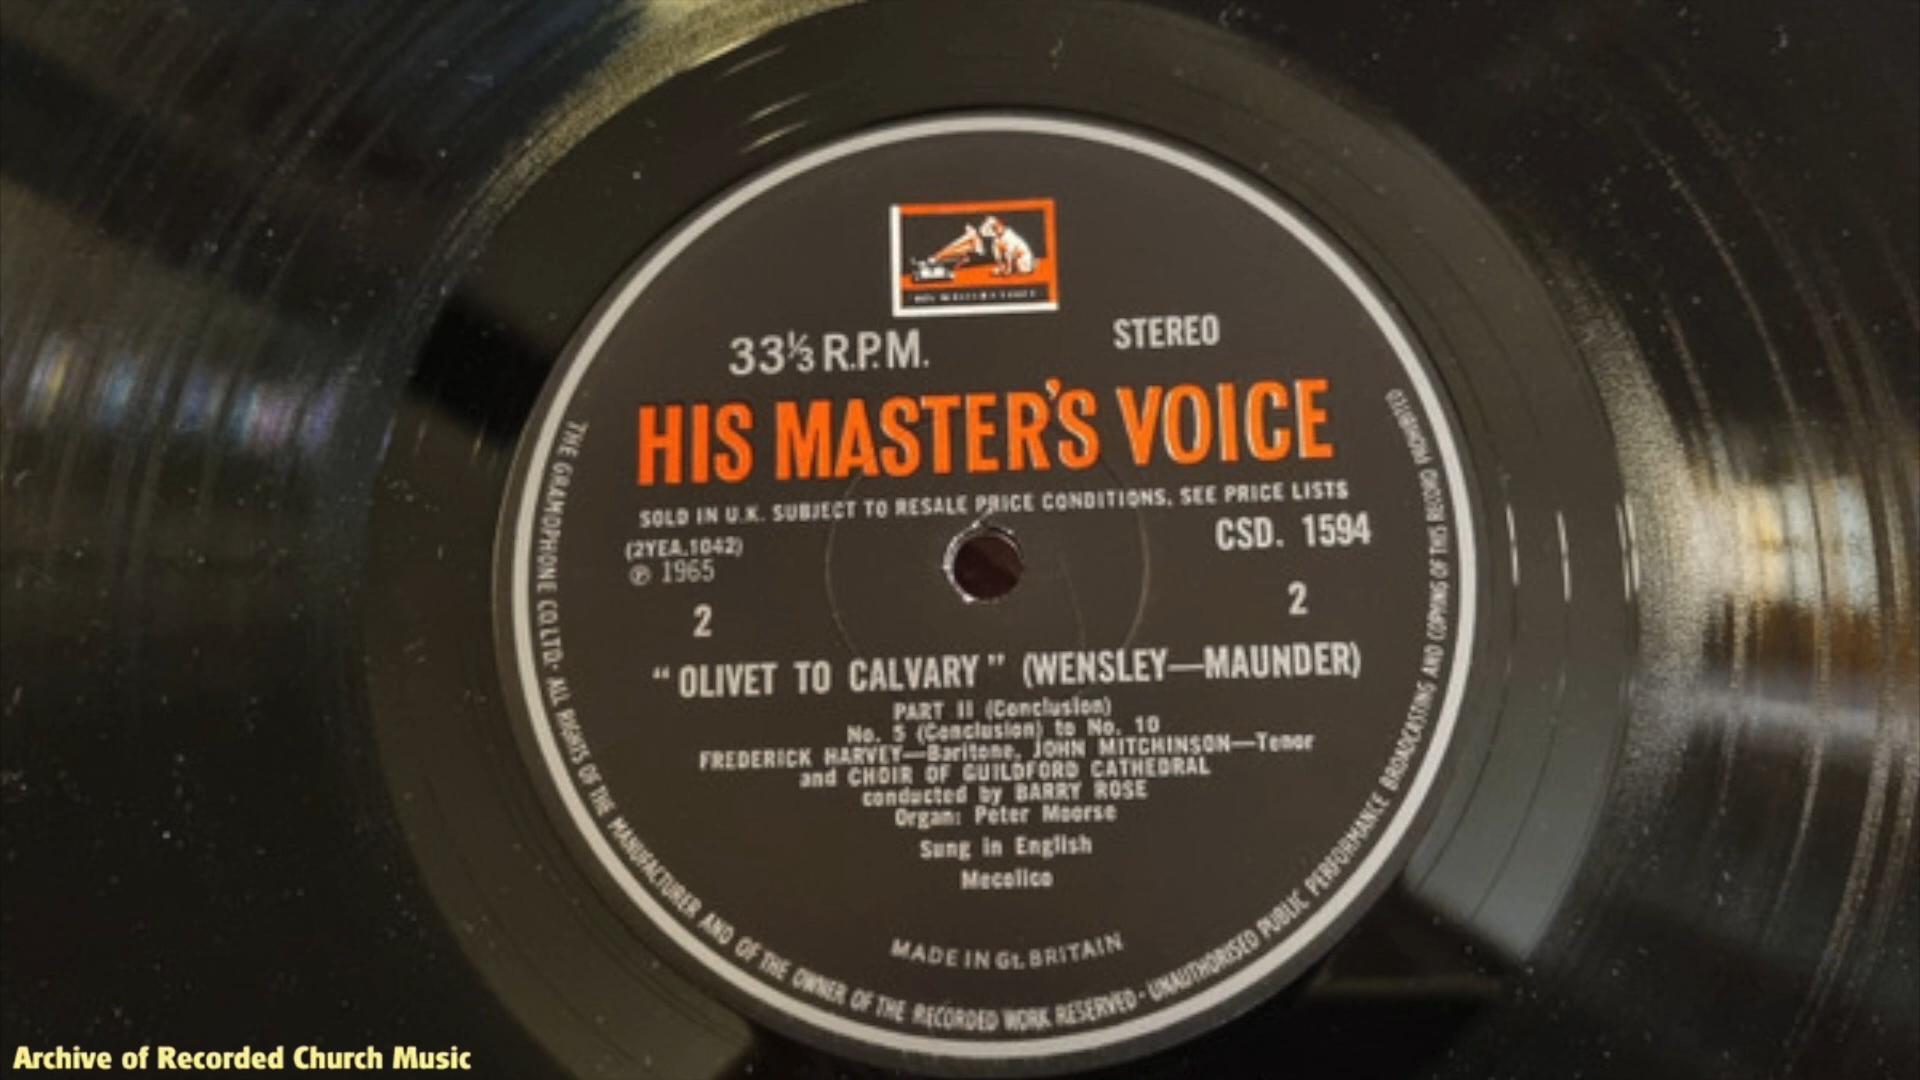 HIS MASTER'S VOICE
33⅓ R.P.M.
STEREO
HIS MASTER'S VOICE
SOLD IN U.K. SUBJECT TO RESALE PRICE CONDITIONS, SEE PRICE LISTS
(2YEA.1042)
CSD. 1594
℗ 1965
2
2
“OLIVET TO CALVARY” (WENSLEY—MAUNDER)
PART II (Conclusion)
No. 5 (Conclusion) to No. 10
FREDERICK HARVEY—Baritone, JOHN MITCHINSON—Tenor
and CHOIR OF GUILDFORD CATHEDRAL
conducted by BARRY ROSE
Organ: Peter Moorse
Sung in English
Mecolico
MADE IN Gt. BRITAIN
THE GRAMOPHONE CO. LTD. · ALL RIGHTS OF THE MANUFACTURER AND OF THE OWNER OF THE RECORDED WORK RESERVED · UNAUTHORISED PUBLIC PERFORMANCE BROADCASTING AND COPYING OF THIS RECORD PROHIBITED
Archive of Recorded Church Music